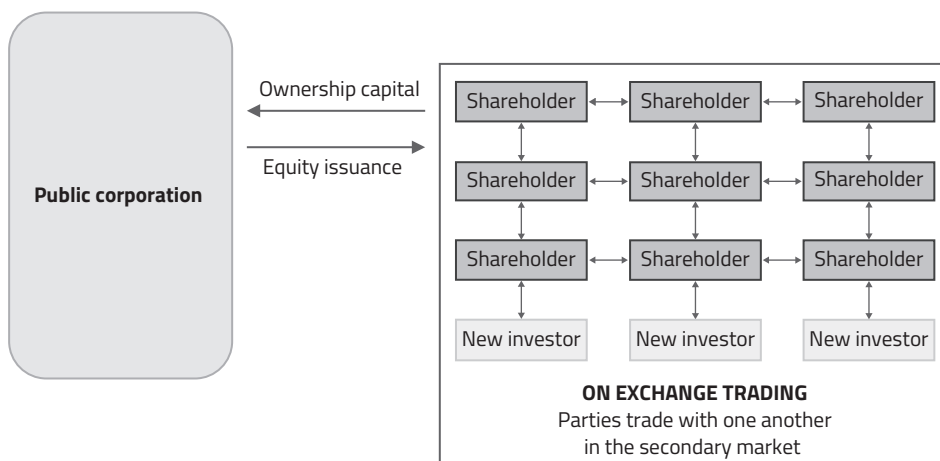 Public corporation
Ownership capital
Equity issuance
Shareholder Shareholder Shareholder
Shareholder Shareholder Shareholder
Shareholder Shareholder Shareholder
New investor New investor New investor
ON EXCHANGE TRADING
Parties trade with one another
in the secondary market